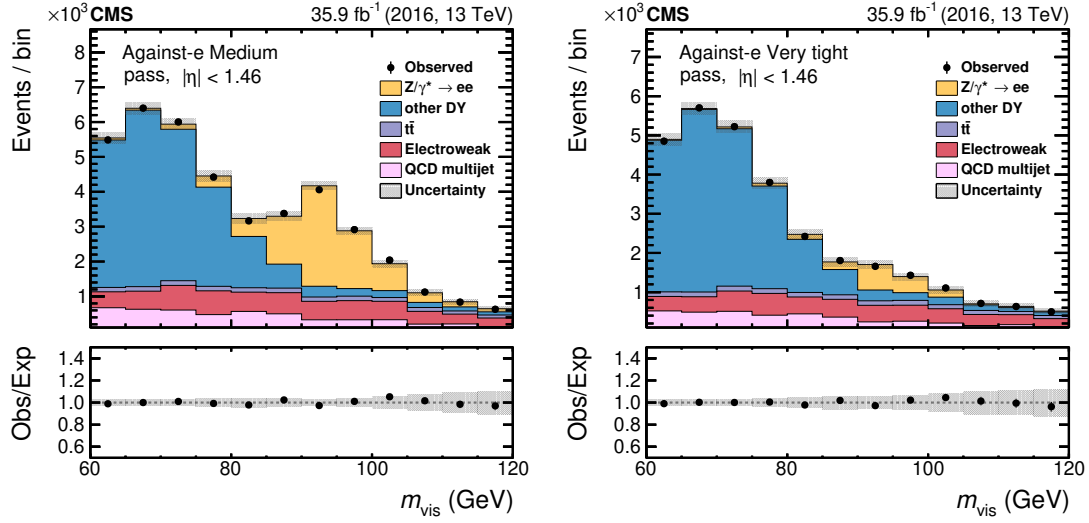 ×10³ CMS 35.9 fb⁻¹ (2016, 13 TeV)
Events / bin
8
7
6
5
4
3
2
1
Against-e Medium
pass, |η| < 1.46
Observed
Z/γ* → ee
other DY
tt̄
Electroweak
QCD multijet
Uncertainty
Obs/Exp
1.4
1.2
1.0
0.8
0.6
60 80 100 120
m_vis (GeV)
×10³ CMS 35.9 fb⁻¹ (2016, 13 TeV)
Events / bin
7
6
5
4
3
2
1
Against-e Very tight
pass, |η| < 1.46
Observed
Z/γ* → ee
other DY
tt̄
Electroweak
QCD multijet
Uncertainty
Obs/Exp
1.4
1.2
1.0
0.8
0.6
60 80 100 120
m_vis (GeV)